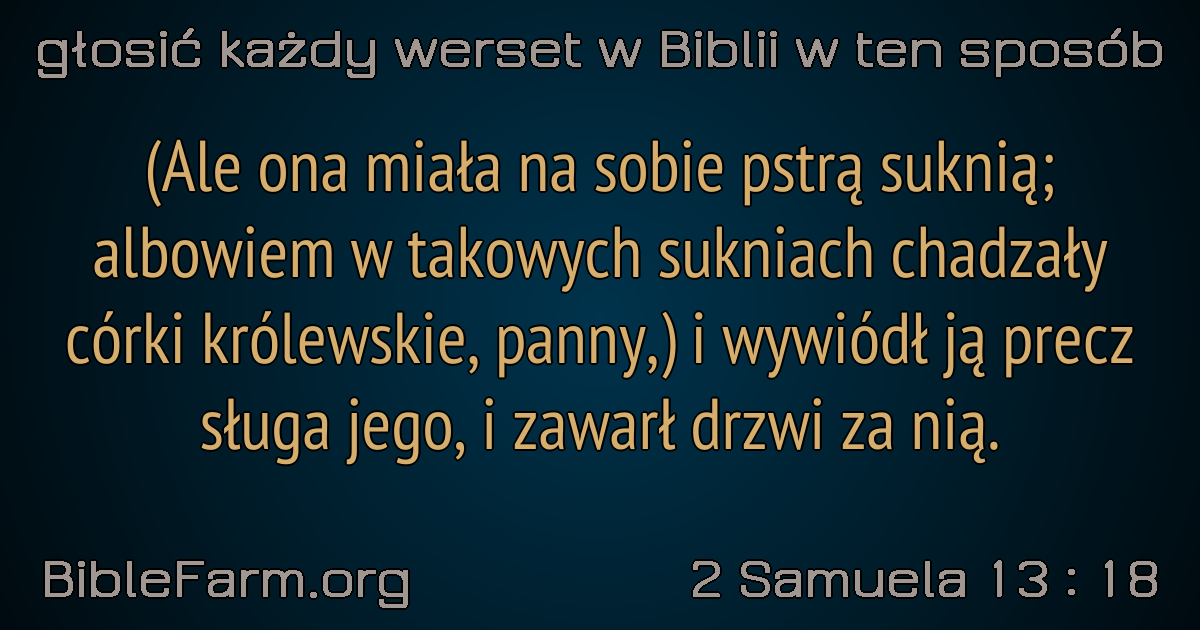 głosić każdy werset w Biblii w ten sposób
(Ale ona miała na sobie pstrą suknią;
albowiem w takowych sukniach chadzały
córki królewskie, panny,) i wywiódł ją precz
sługa jego, i zawarł drzwi za nią.
BibleFarm.org
2 Samuela 13 : 18